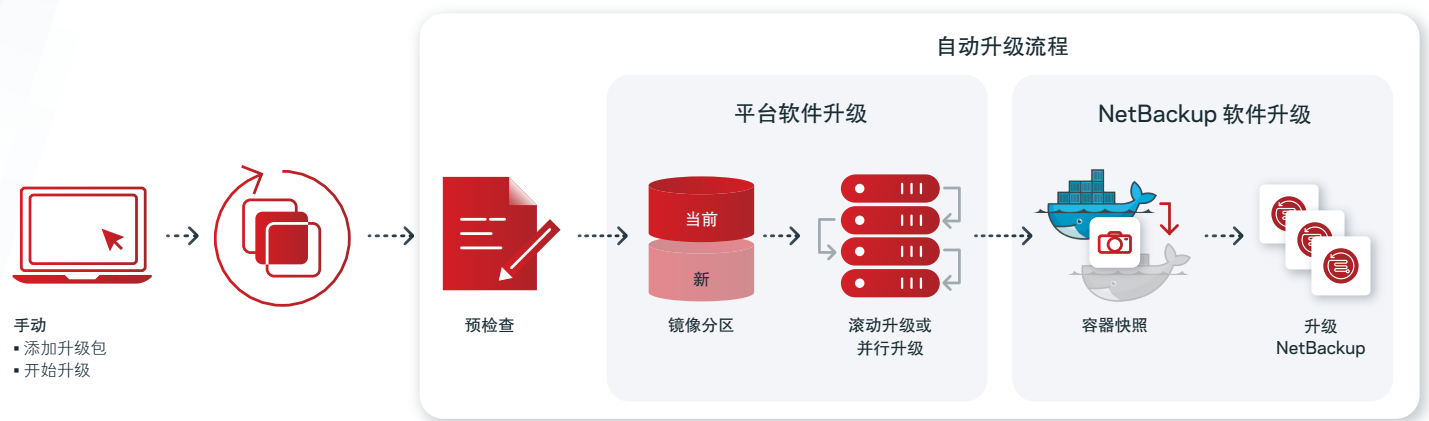 自动升级流程
平台软件升级
NetBackup 软件升级
当前
新
手动
▪ 添加升级包
▪ 开始升级
预检查
镜像分区
滚动升级或
并行升级
容器快照
升级
NetBackup